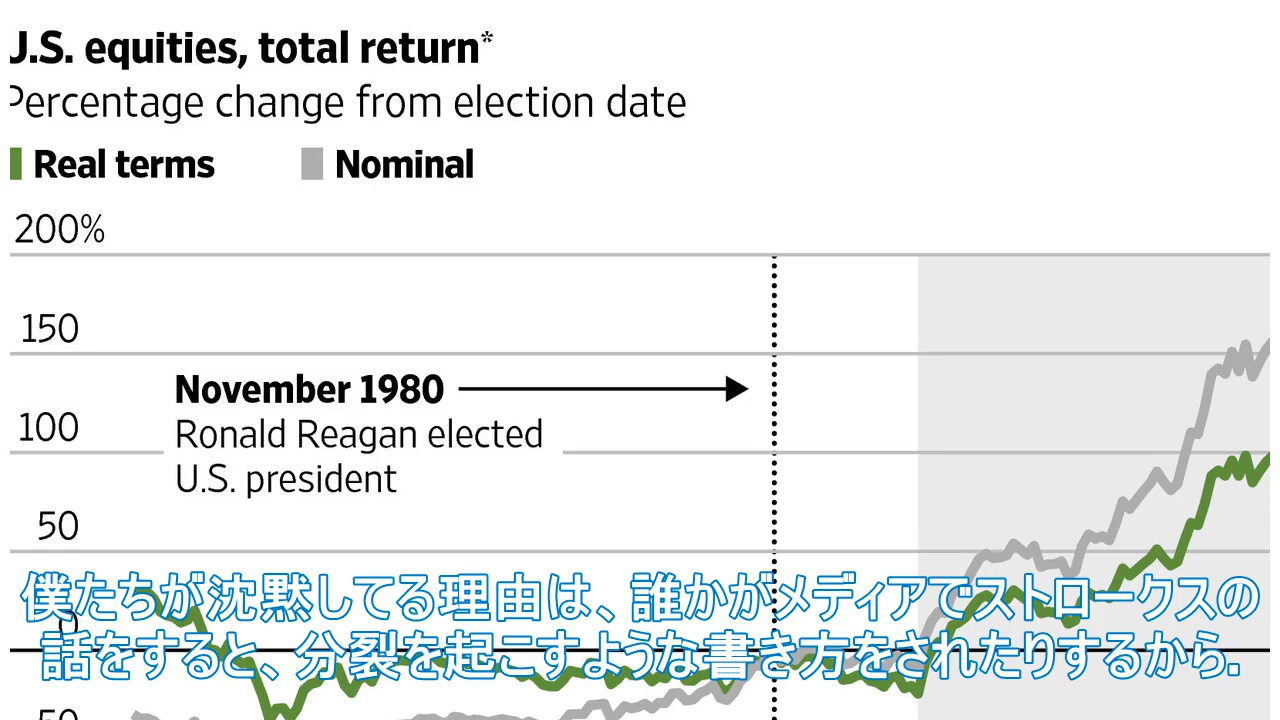 U.S. equities, total return*
Percentage change from election date
Real terms
Nominal
200%
150
November 1980
Ronald Reagan elected
U.S. president
100
50
0
僕たちが沈黙してる理由は、誰かがメディアでストロークスの
話をすると、分裂を起こすような書き方をされたりするから.
50